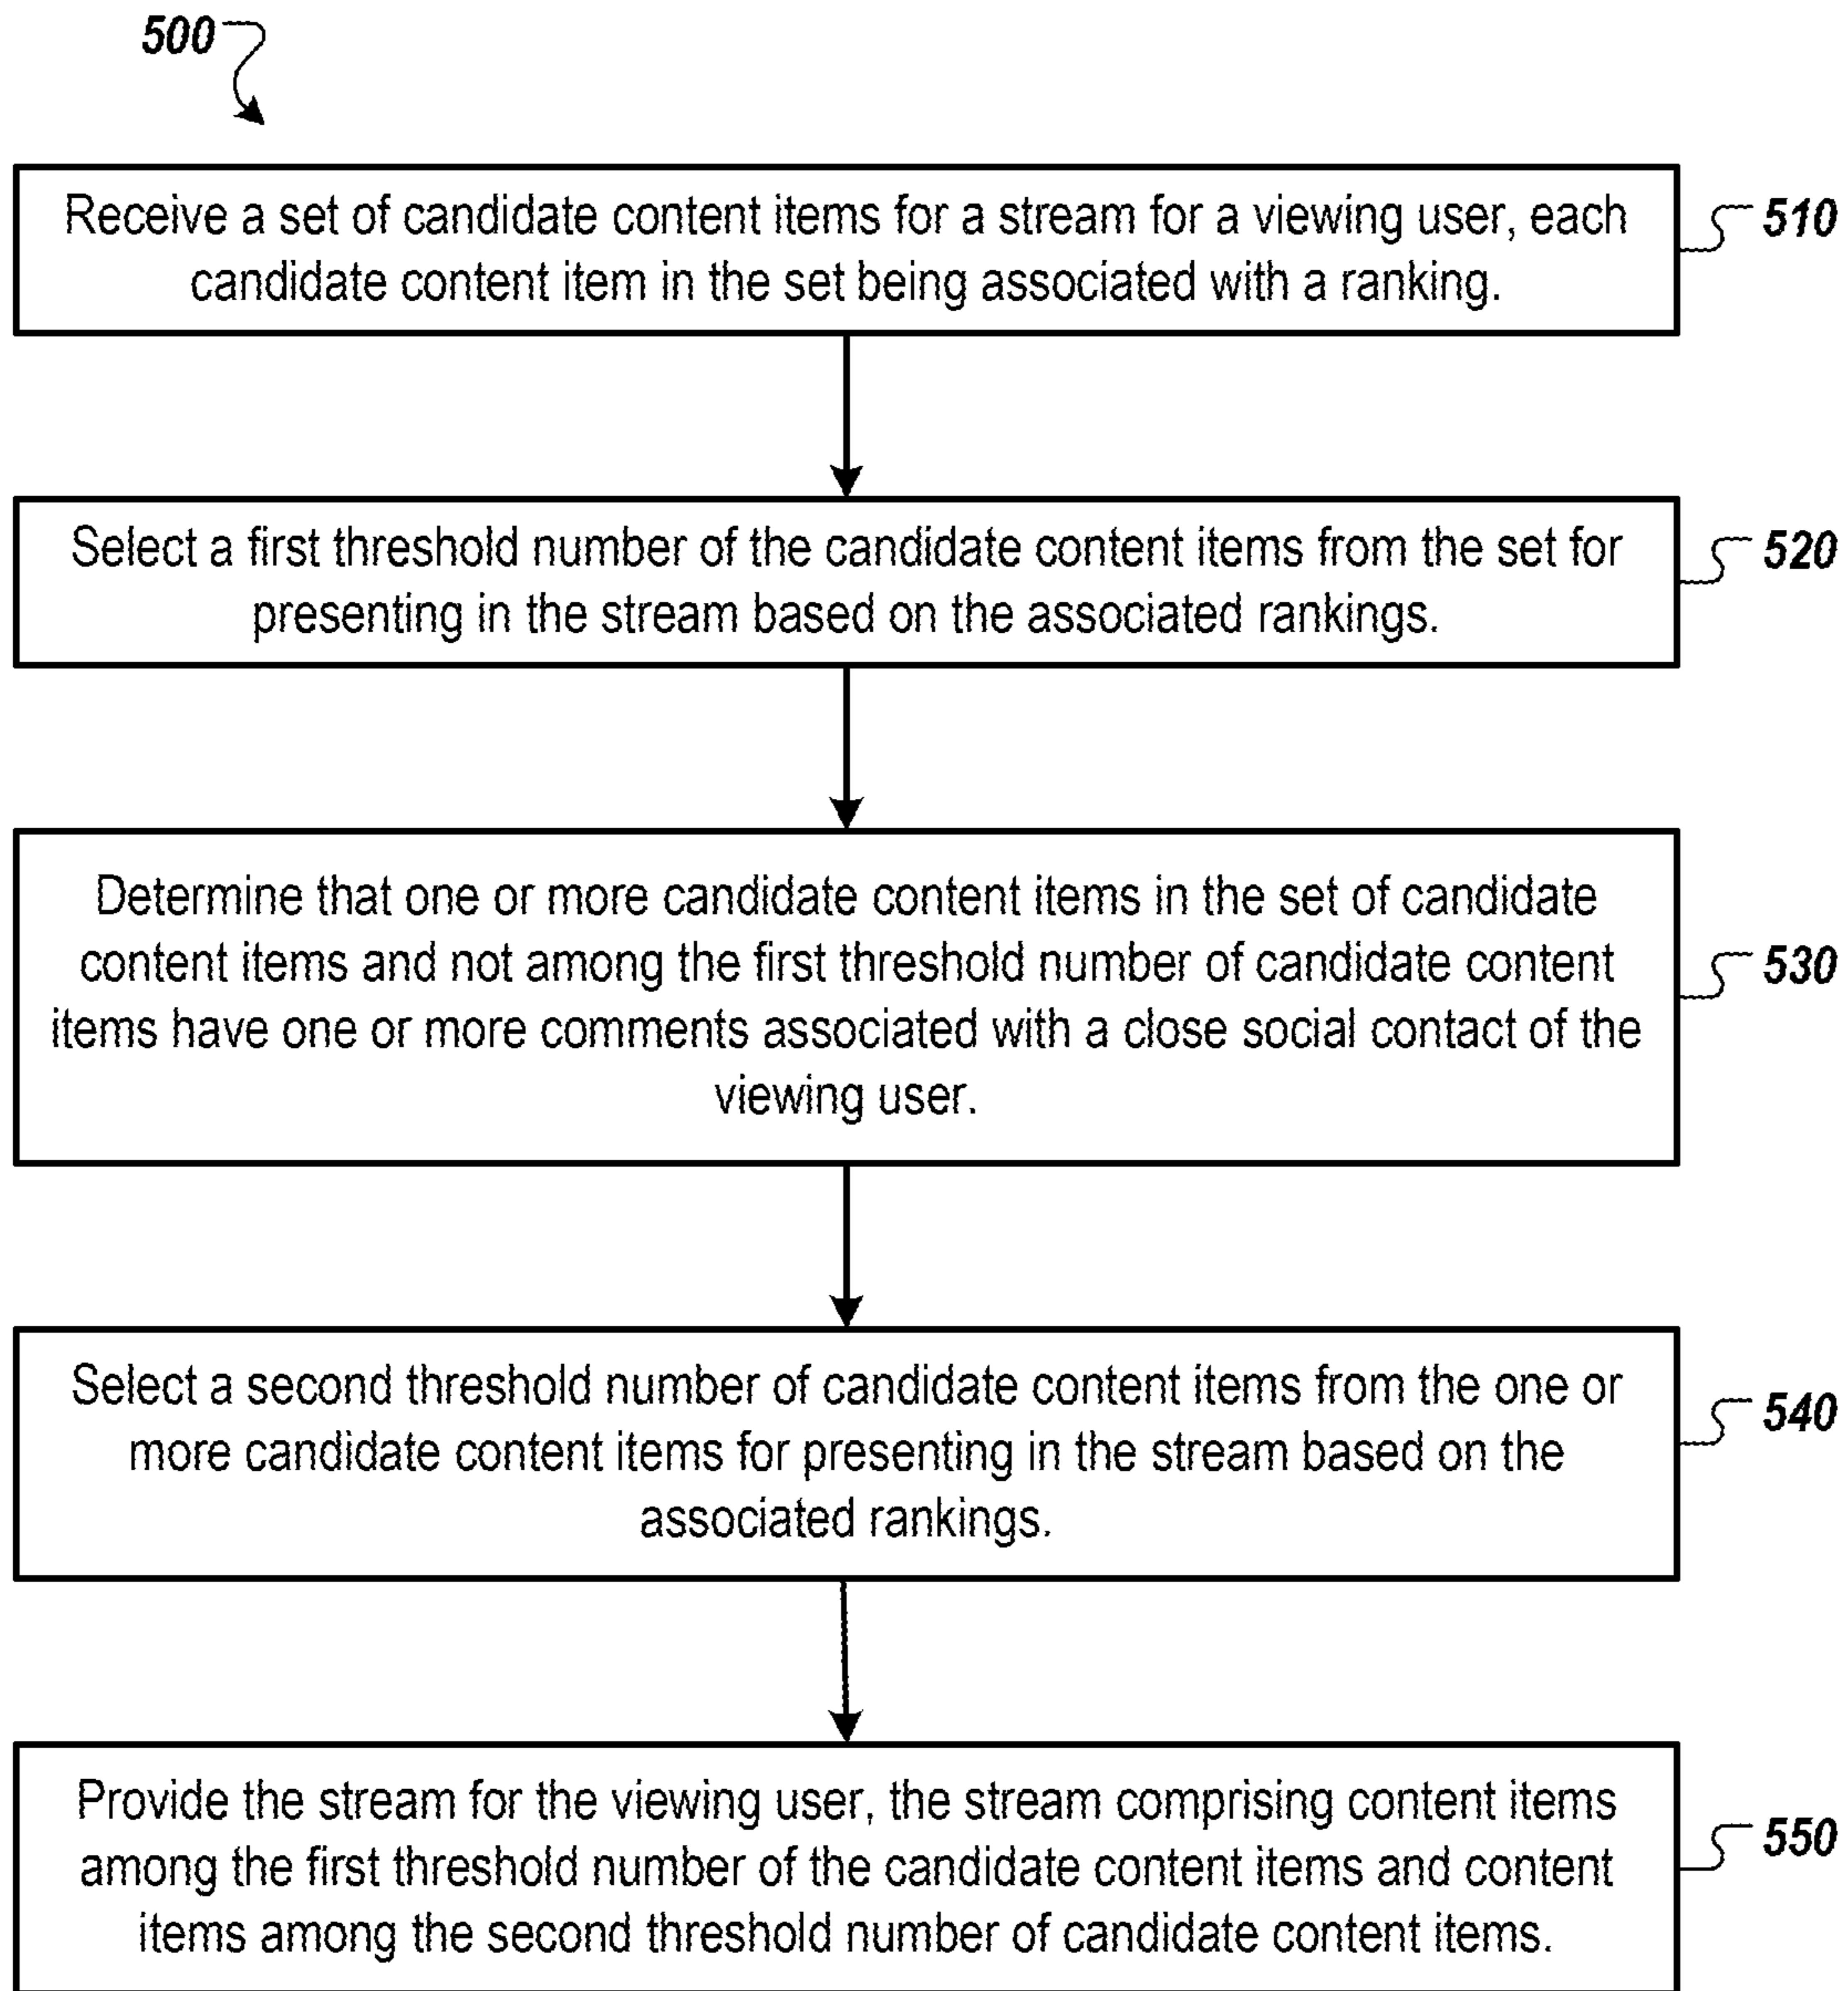 500
Receive a set of candidate content items for a stream for a viewing user, each
candidate content item in the set being associated with a ranking.
510
Select a first threshold number of the candidate content items from the set for
presenting in the stream based on the associated rankings.
520
Determine that one or more candidate content items in the set of candidate
content items and not among the first threshold number of candidate content
items have one or more comments associated with a close social contact of the
viewing user.
530
Select a second threshold number of candidate content items from the one or
more candidate content items for presenting in the stream based on the
associated rankings.
540
Provide the stream for the viewing user, the stream comprising content items
among the first threshold number of the candidate content items and content
items among the second threshold number of candidate content items.
550